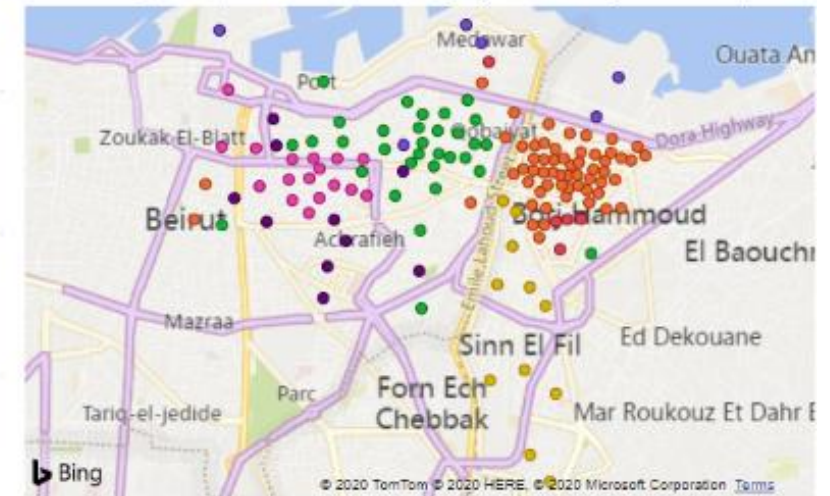 Medawar
Ouata An
Port
Zoukak El-Blatt
Qobaiyat
Dora Highway
Beirut
Borj Hammoud
Achrafieh
Emile Lahoud Street
El Baouchr
Mazraa
Sinn El Fil
Ed Dekouane
Parc
Forn Ech
Chebbak
Tariq-el-jedide
Mar Roukouz Et Dahr E
Bing
© 2020 TomTom © 2020 HERE, © 2020 Microsoft Corporation Terms